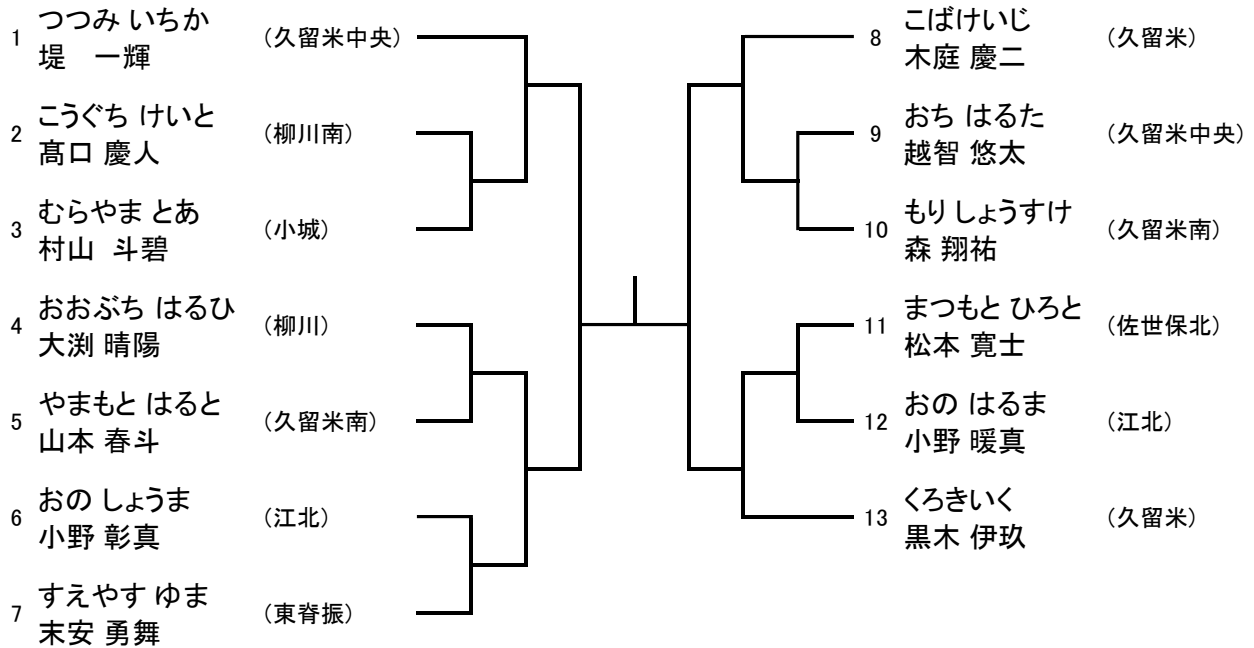 つつみ いちか
1 堤　一輝 （久留米中央）
こうぐち けいと
2 髙口 慶人 （柳川南）
むらやま とあ
3 村山 斗碧 （小城）
おおぶち はるひ
4 大渕 晴陽 （柳川）
やまもと はると
5 山本 春斗 （久留米南）
おの しょうま
6 小野 彰真 （江北）
すえやす ゆま
7 末安 勇舞 （東脊振）
こばけいじ
8 木庭 慶二 （久留米）
おち はるた
9 越智 悠太 （久留米中央）
もり しょうすけ
10 森 翔祐 （久留米南）
まつもと ひろと
11 松本 寛士 （佐世保北）
おの はるま
12 小野 暖真 （江北）
くろきいく
13 黒木 伊玖 （久留米）